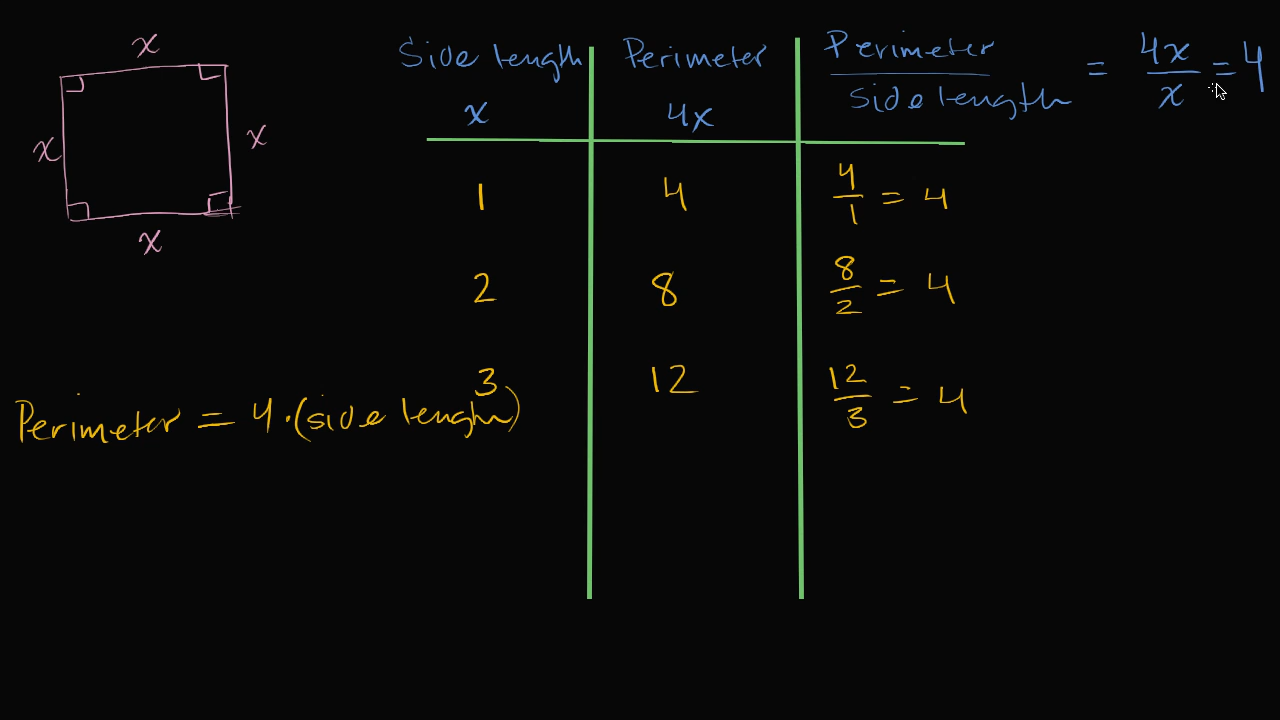 x
x
x
x
Side length Perimeter Perimeter / side length = 4x / x = 4
x 4x
1 4 4/1 = 4
2 8 8/2 = 4
3 12 12/3 = 4
Perimeter = 4 · (side lengh)